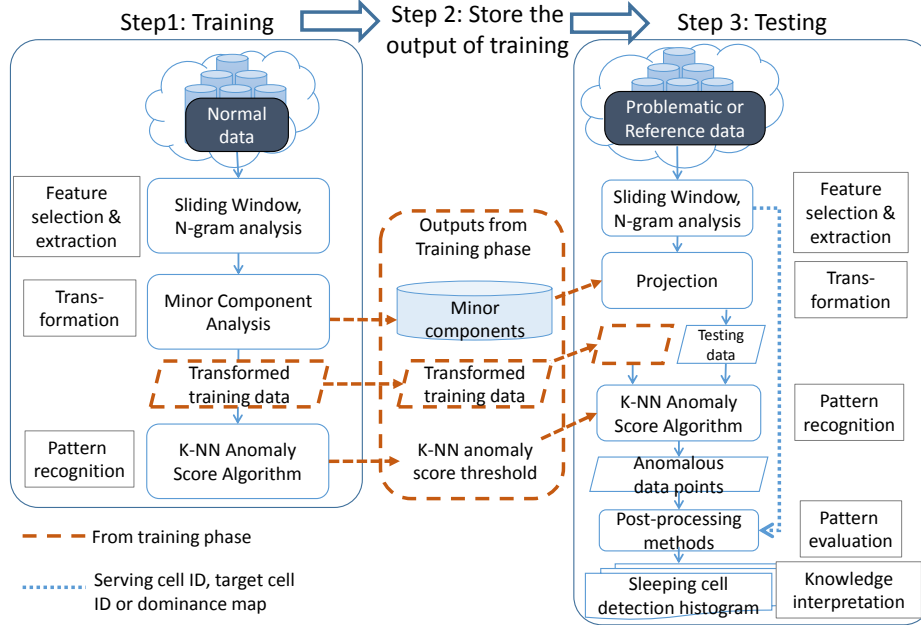 Step1: Training
Step 2: Store the
output of training
Step 3: Testing
Normal
data
Feature
selection &
extraction
Sliding Window,
N-gram analysis
Trans-
formation
Minor Component
Analysis
Transformed
training data
Pattern
recognition
K-NN Anomaly
Score Algorithm
Outputs from
Training phase
Minor
components
Transformed
training data
K-NN anomaly
score threshold
Problematic or
Reference data
Sliding Window,
N-gram analysis
Feature
selection &
extraction
Projection
Trans-
formation
Testing
data
K-NN Anomaly
Score Algorithm
Pattern
recognition
Anomalous
data points
Post-processing
methods
Pattern
evaluation
Sleeping cell
detection histogram
Knowledge
interpretation
From training phase
Serving cell ID, target cell
ID or dominance map